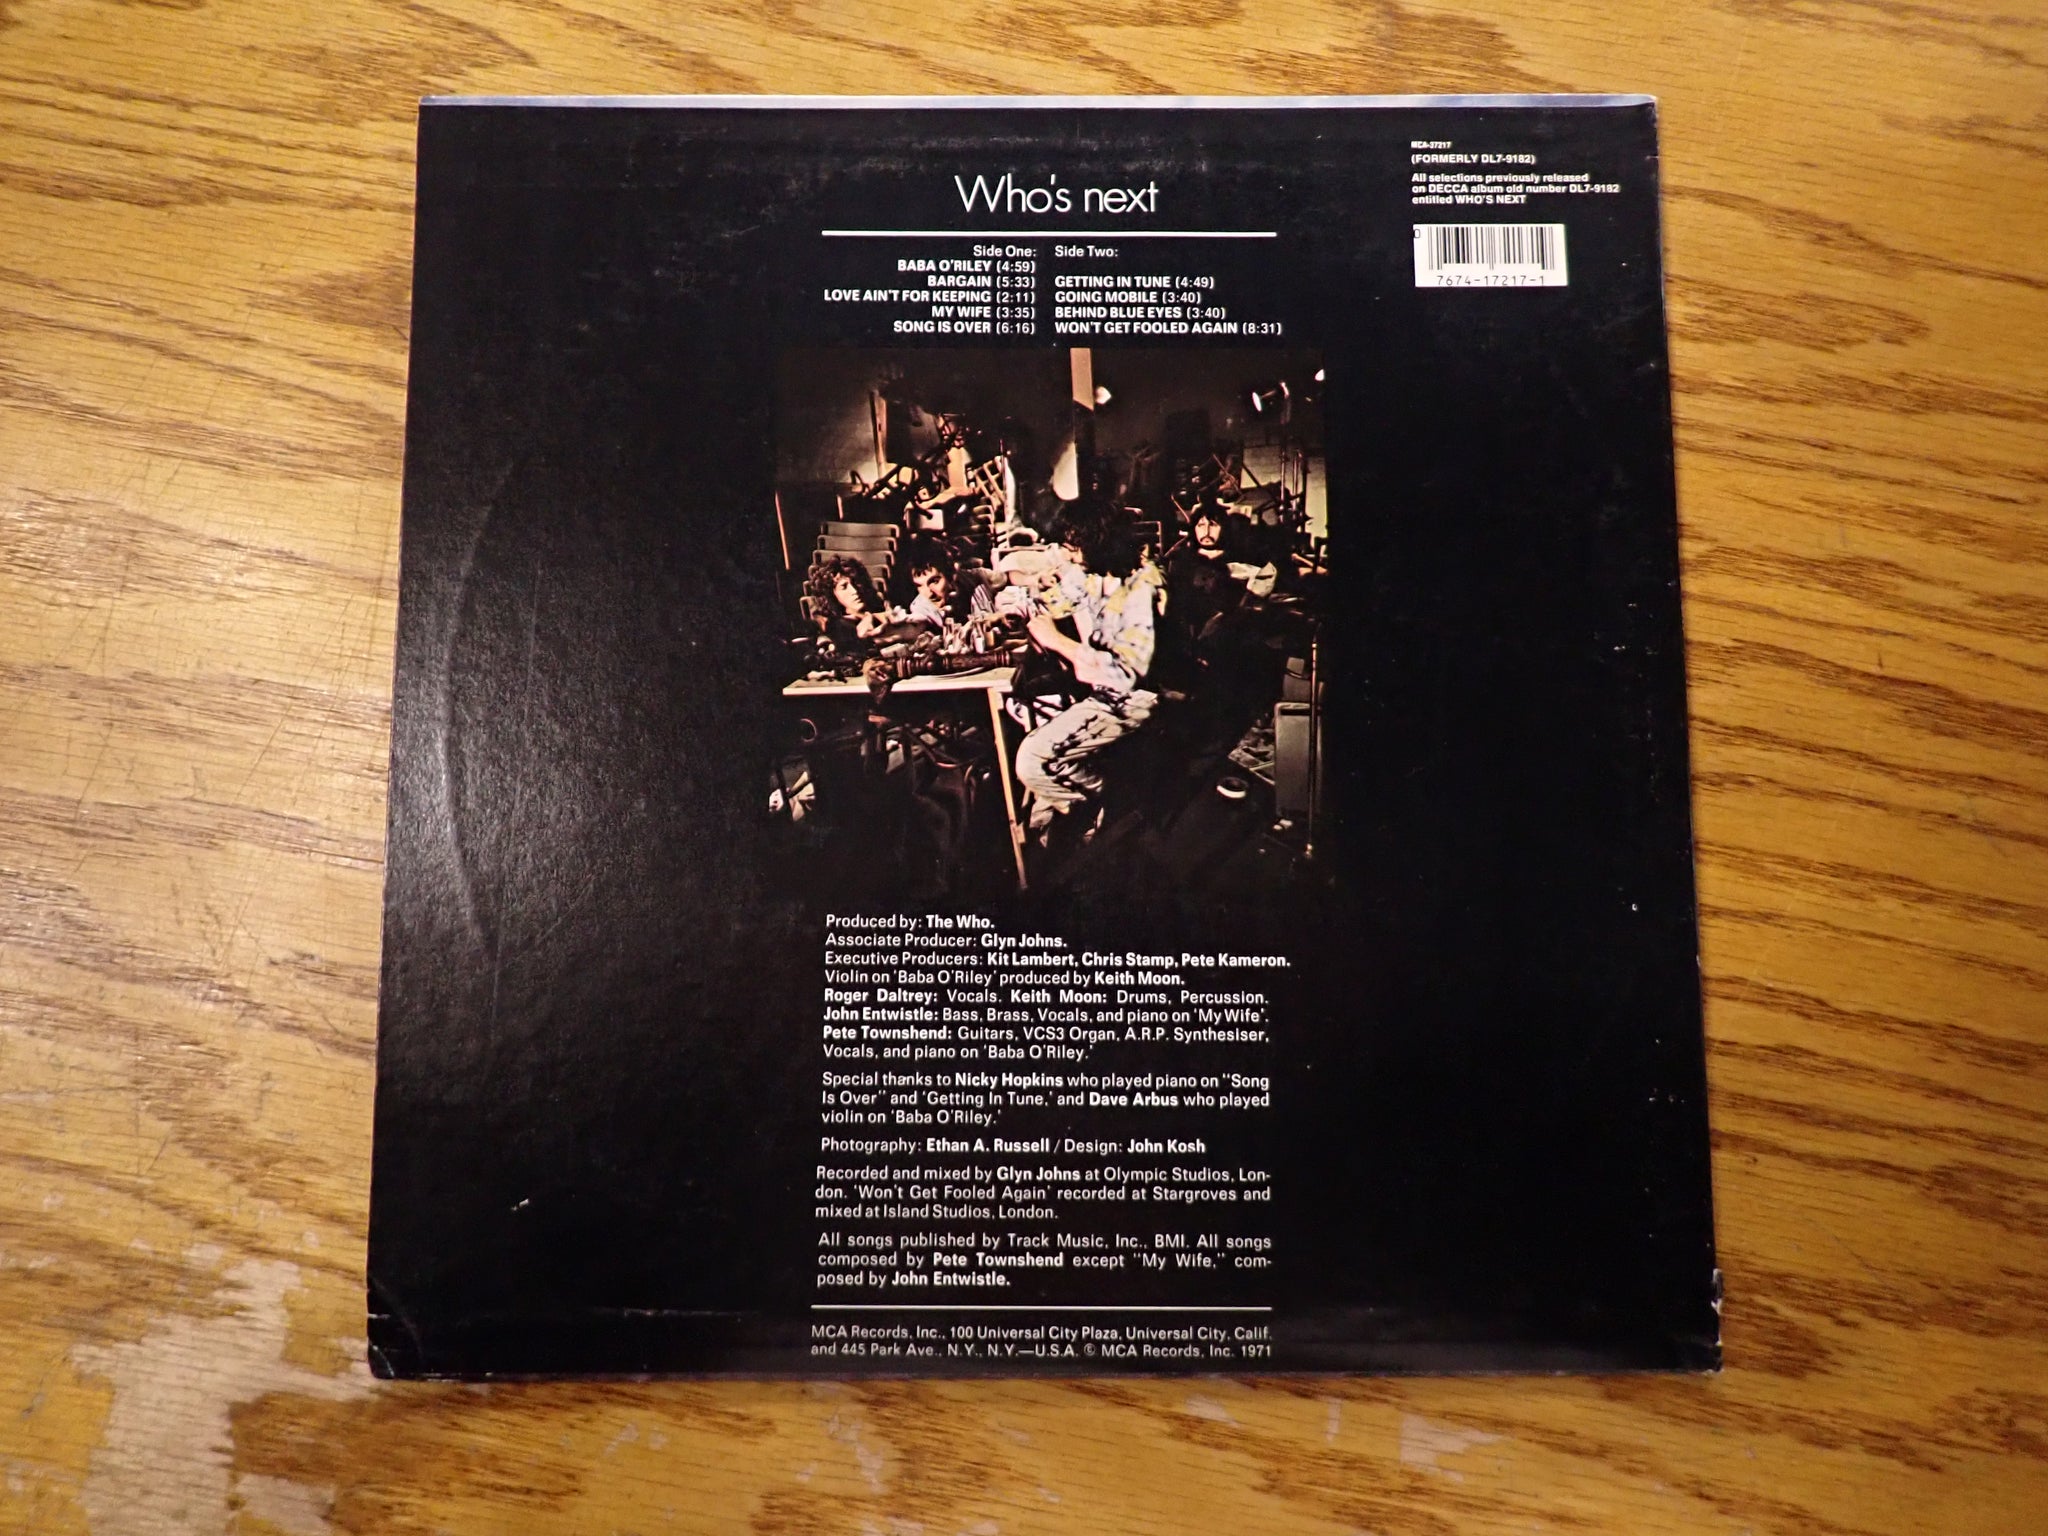 MCA-37217
(FORMERLY DL7-9182)
All selections previously released
on DECCA album old number DL7-9182
entitled WHO'S NEXT
0
7674-17217-1
Who's next
Side One:
BABA O'RILEY (4:59)
BARGAIN (5:33)
LOVE AIN'T FOR KEEPING (2:11)
MY WIFE (3:35)
SONG IS OVER (6:16)
Side Two:
GETTING IN TUNE (4:49)
GOING MOBILE (3:40)
BEHIND BLUE EYES (3:40)
WON'T GET FOOLED AGAIN (8:31)
Produced by: The Who.
Associate Producer: Glyn Johns.
Executive Producers: Kit Lambert, Chris Stamp, Pete Kameron.
Violin on 'Baba O'Riley' produced by Keith Moon.
Roger Daltrey: Vocals. Keith Moon: Drums, Percussion.
John Entwistle: Bass, Brass, Vocals, and piano on 'My Wife'.
Pete Townshend: Guitars, VCS3 Organ, A.R.P. Synthesiser,
Vocals, and piano on 'Baba O'Riley.'
Special thanks to Nicky Hopkins who played piano on "Song
Is Over" and 'Getting In Tune,' and Dave Arbus who played
violin on 'Baba O'Riley.'
Photography: Ethan A. Russell / Design: John Kosh
Recorded and mixed by Glyn Johns at Olympic Studios, Lon-
don. 'Won't Get Fooled Again' recorded at Stargroves and
mixed at Island Studios, London.
All songs published by Track Music, Inc., BMI. All songs
composed by Pete Townshend except "My Wife," com-
posed by John Entwistle.
MCA Records, Inc., 100 Universal City Plaza, Universal City, Calif.
and 445 Park Ave., N.Y., N.Y.—U.S.A. © MCA Records, Inc. 1971